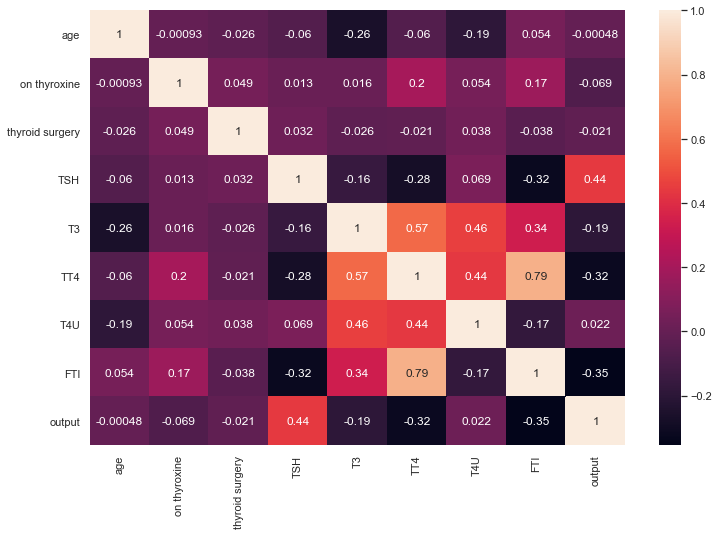 age 1 -0.00093 -0.026 -0.06 -0.26 -0.06 -0.19 0.054 -0.00048
on thyroxine -0.00093 1 0.049 0.013 0.016 0.2 0.054 0.17 -0.069
thyroid surgery -0.026 0.049 1 0.032 -0.026 -0.021 0.038 -0.038 -0.021
TSH -0.06 0.013 0.032 1 -0.16 -0.28 0.069 -0.32 0.44
T3 -0.26 0.016 -0.026 -0.16 1 0.57 0.46 0.34 -0.19
TT4 -0.06 0.2 -0.021 -0.28 0.57 1 0.44 0.79 -0.32
T4U -0.19 0.054 0.038 0.069 0.46 0.44 1 -0.17 0.022
FTI 0.054 0.17 -0.038 -0.32 0.34 0.79 -0.17 1 -0.35
output -0.00048 -0.069 -0.021 0.44 -0.19 -0.32 0.022 -0.35 1
age
on thyroxine
thyroid surgery
TSH
T3
TT4
T4U
FTI
output
1.0
0.8
0.6
0.4
0.2
0.0
−0.2